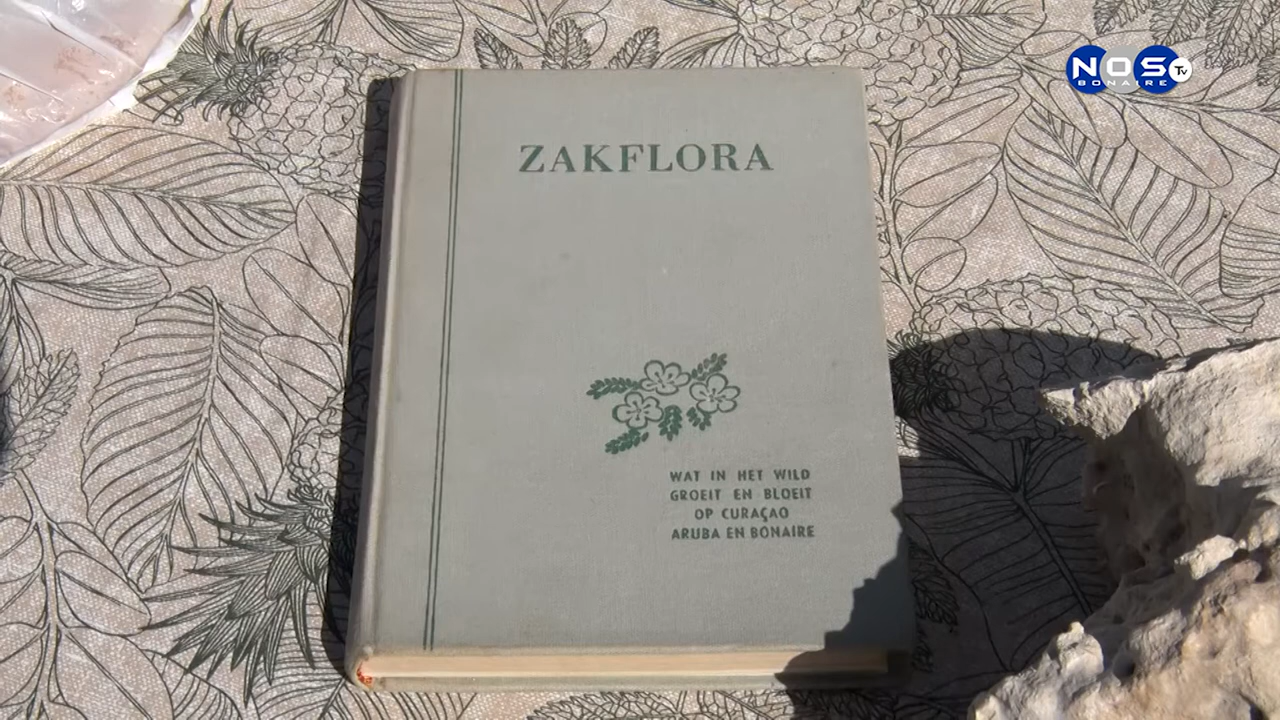 NOS TV
BONAIRE
ZAKFLORA
WAT IN HET WILD
GROEIT EN BLOEIT
OP CURAÇAO
ARUBA EN BONAIRE